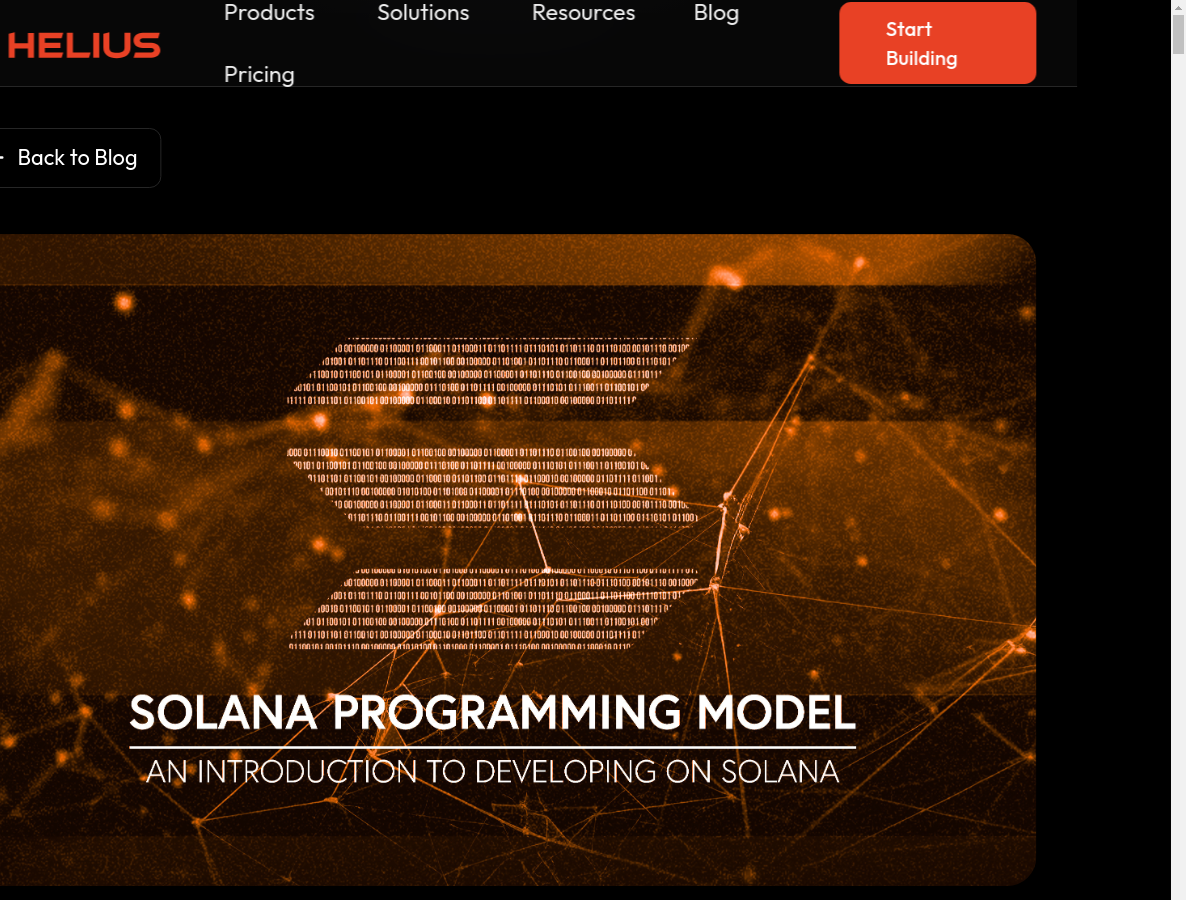 HELIUS
Products
Solutions
Resources
Blog
Pricing
Start
Building
Back to Blog
SOLANA PROGRAMMING MODEL
AN INTRODUCTION TO DEVELOPING ON SOLANA